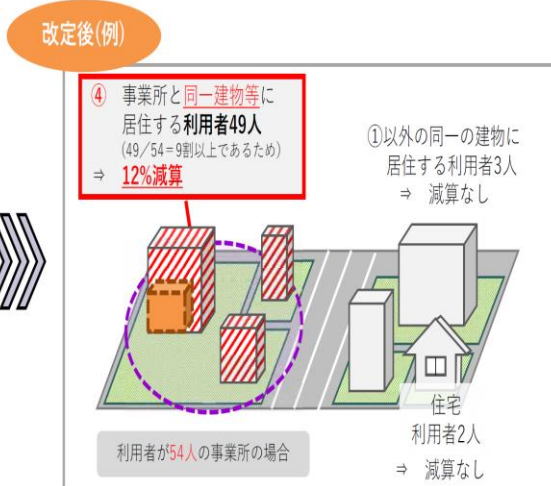 改定後(例)
④ 事業所と同一建物等に
居住する利用者49人
(49／54＝9割以上であるため)
⇒ 12%減算
①以外の同一の建物に
居住する利用者3人
⇒ 減算なし
住宅
利用者2人
⇒ 減算なし
利用者が54人の事業所の場合